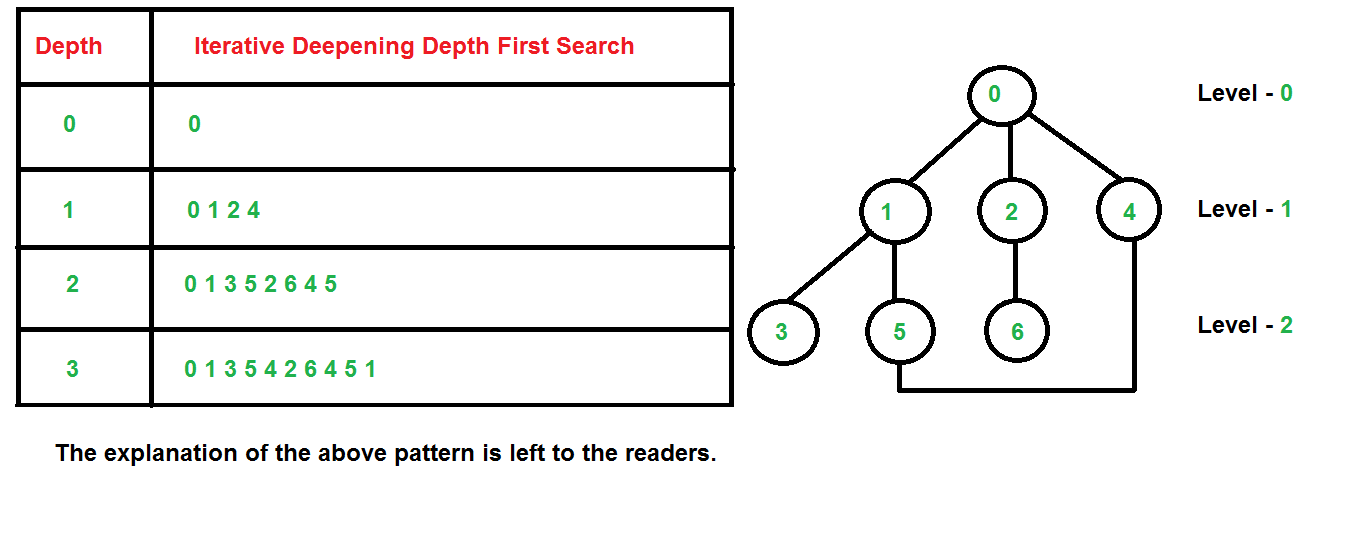 Depth Iterative Deepening Depth First Search
0 0
1 0 1 2 4
2 0 1 3 5 2 6 4 5
3 0 1 3 5 4 2 6 4 5 1
The explanation of the above pattern is left to the readers.
0 Level - 0
1 2 4 Level - 1
3 5 6 Level - 2